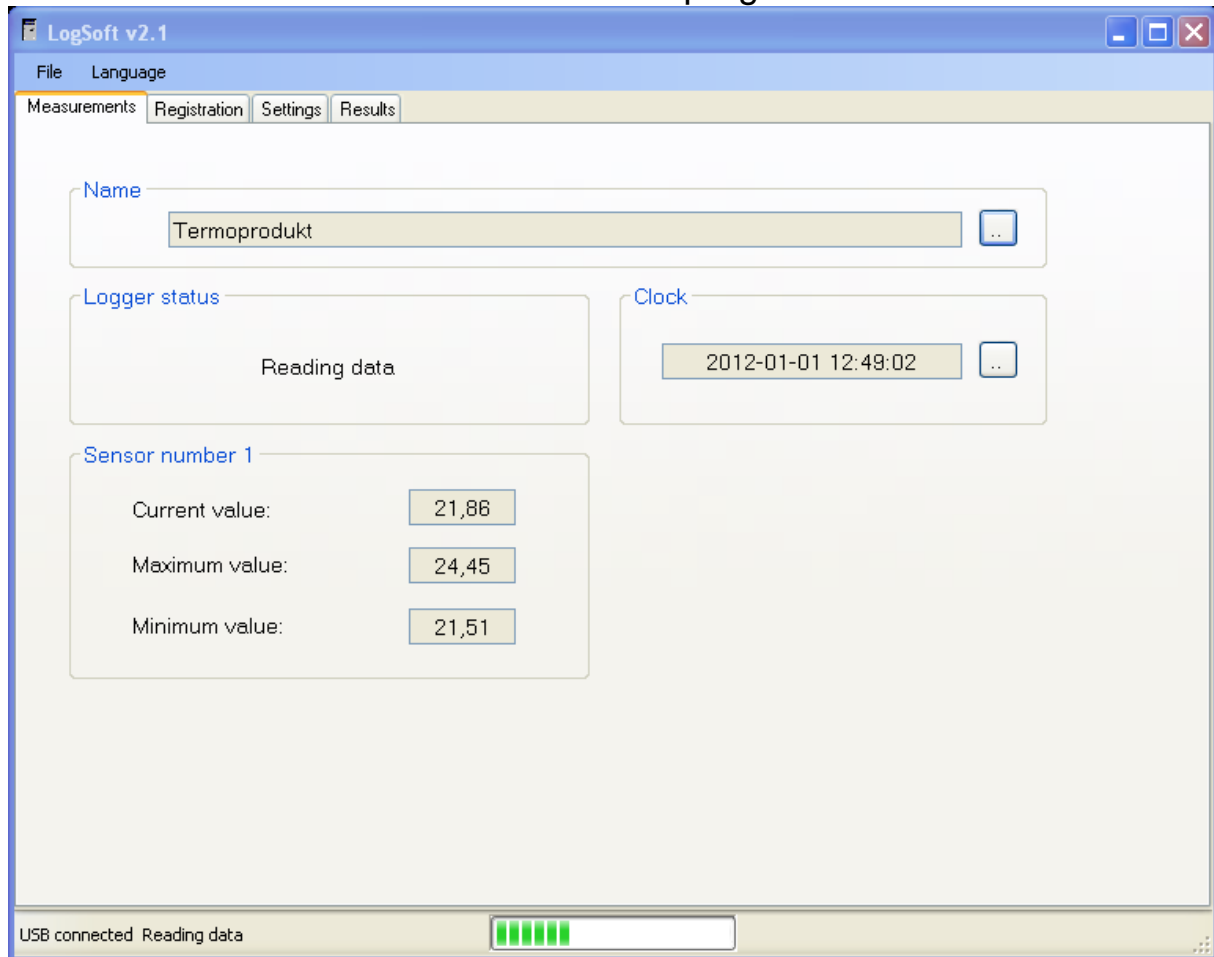 LogSoft v2.1
File Language
Measurements Registration Settings Results
Name
Termoprodukt ..
Logger status
Reading data
Clock
2012-01-01 12:49:02 ..
Sensor number 1
Current value: 21,86
Maximum value: 24,45
Minimum value: 21,51
USB connected Reading data